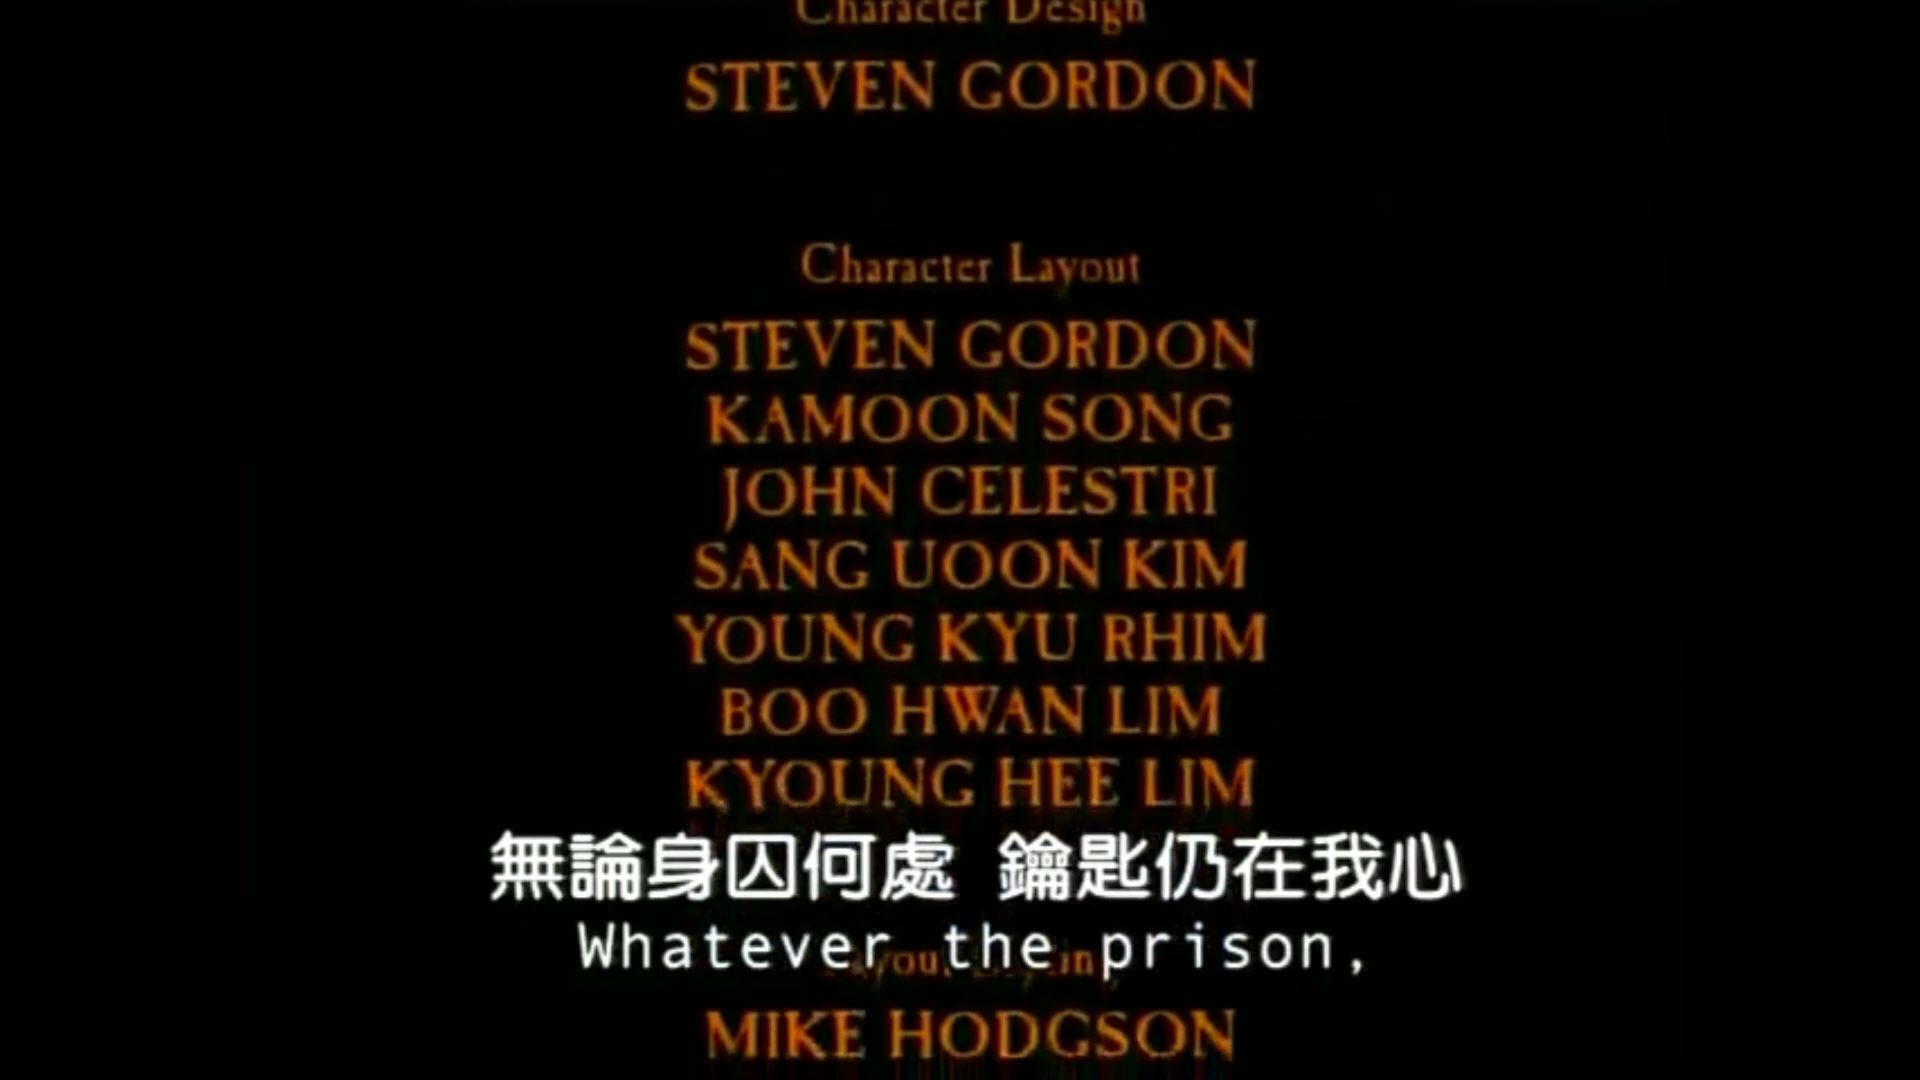 Character Design
STEVEN GORDON
Character Layout
STEVEN GORDON
KAMOON SONG
JOHN CELESTRI
SANG UOON KIM
YOUNG KYU RHIM
BOO HWAN LIM
KYOUNG HEE LIM
無論身囚何處 鑰匙仍在我心
Whatever the prison,
MIKE HODGSON